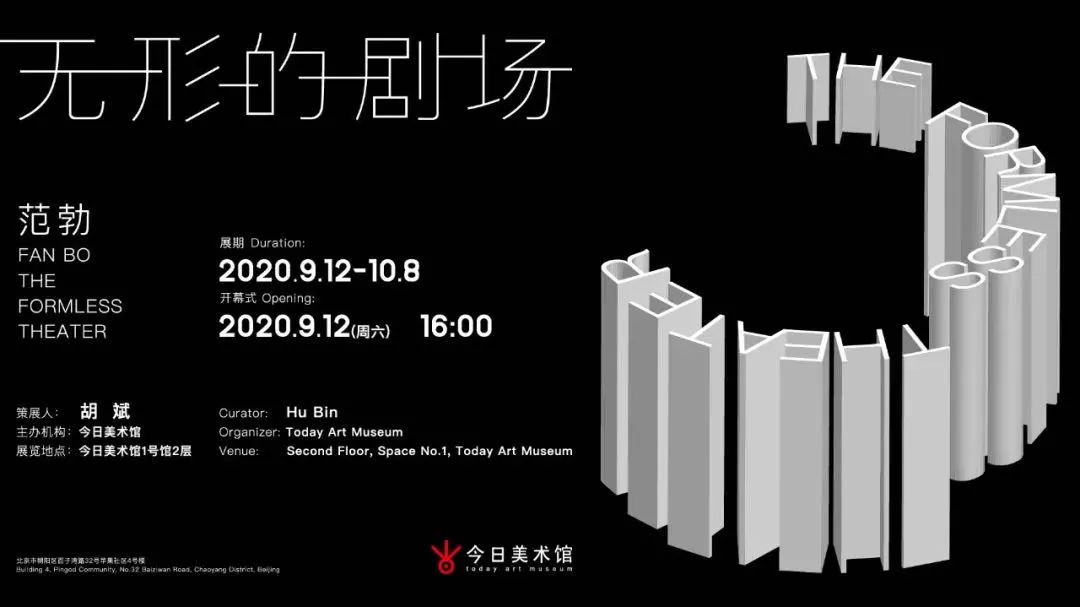 无形的剧场
范勃
FAN BO
THE
FORMLESS
THEATER
展期 Duration:
2020.9.12-10.8
开幕式 Opening:
2020.9.12(周六) 16:00
策展人: 胡 斌
主办机构: 今日美术馆
展览地点: 今日美术馆1号馆2层
Curator: Hu Bin
Organizer: Today Art Museum
Venue: Second Floor, Space No.1, Today Art Museum
THE FORMLESS THEATER
北京市朝阳区百子湾路32号苹果社区4号楼
Building 4, Pingod Community, No.32 Baiziwan Road, Chaoyang District, Beijing
今日美术馆
today art museum